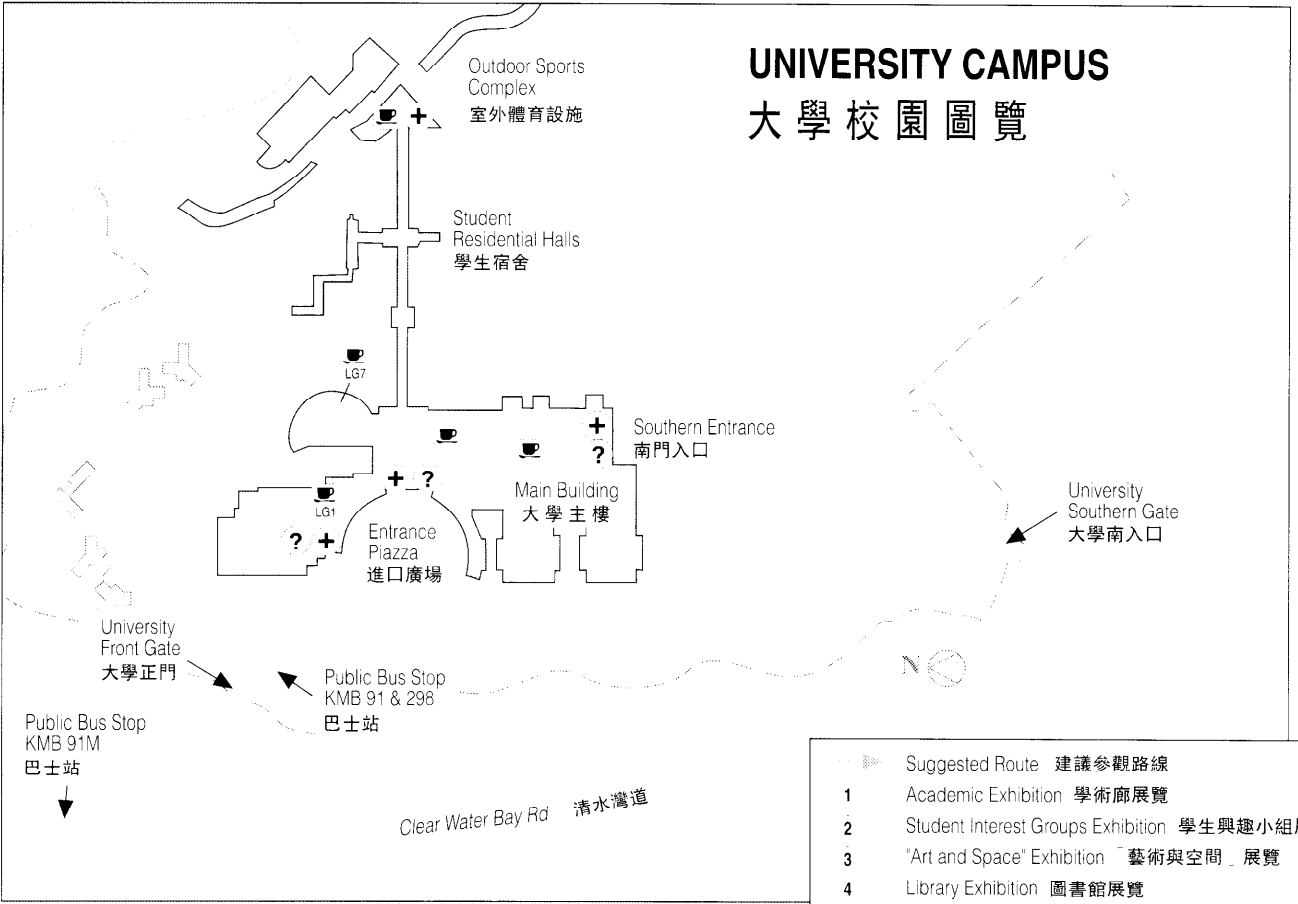 UNIVERSITY CAMPUS
大學校園圖覽
Outdoor Sports
Complex
室外體育設施
Student
Residential Halls
學生宿舍
LG7
Southern Entrance
南門入口
?
?
Main Building
大學主樓
LG1
?
Entrance
Piazza
進口廣場
University
Southern Gate
大學南入口
University
Front Gate
大學正門
Public Bus Stop
KMB 91 & 298
巴士站
Public Bus Stop
KMB 91M
巴士站
N
Clear Water Bay Rd 清水灣道
Suggested Route 建議參觀路線
1 Academic Exhibition 學術廊展覽
2 Student Interest Groups Exhibition 學生興趣小組
3 "Art and Space" Exhibition 「藝術與空間」展覽
4 Library Exhibition 圖書館展覽